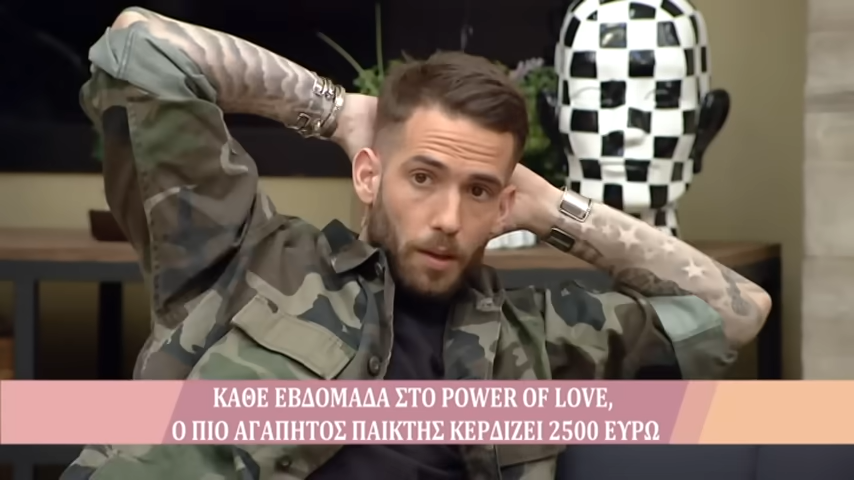 ΚΑΘΕ ΕΒΔΟΜΑΔΑ ΣΤΟ POWER OF LOVE,
Ο ΠΙΟ ΑΓΑΠΗΤΟΣ ΠΑΙΚΤΗΣ ΚΕΡΔΙΖΕΙ 2500 ΕΥΡΩ